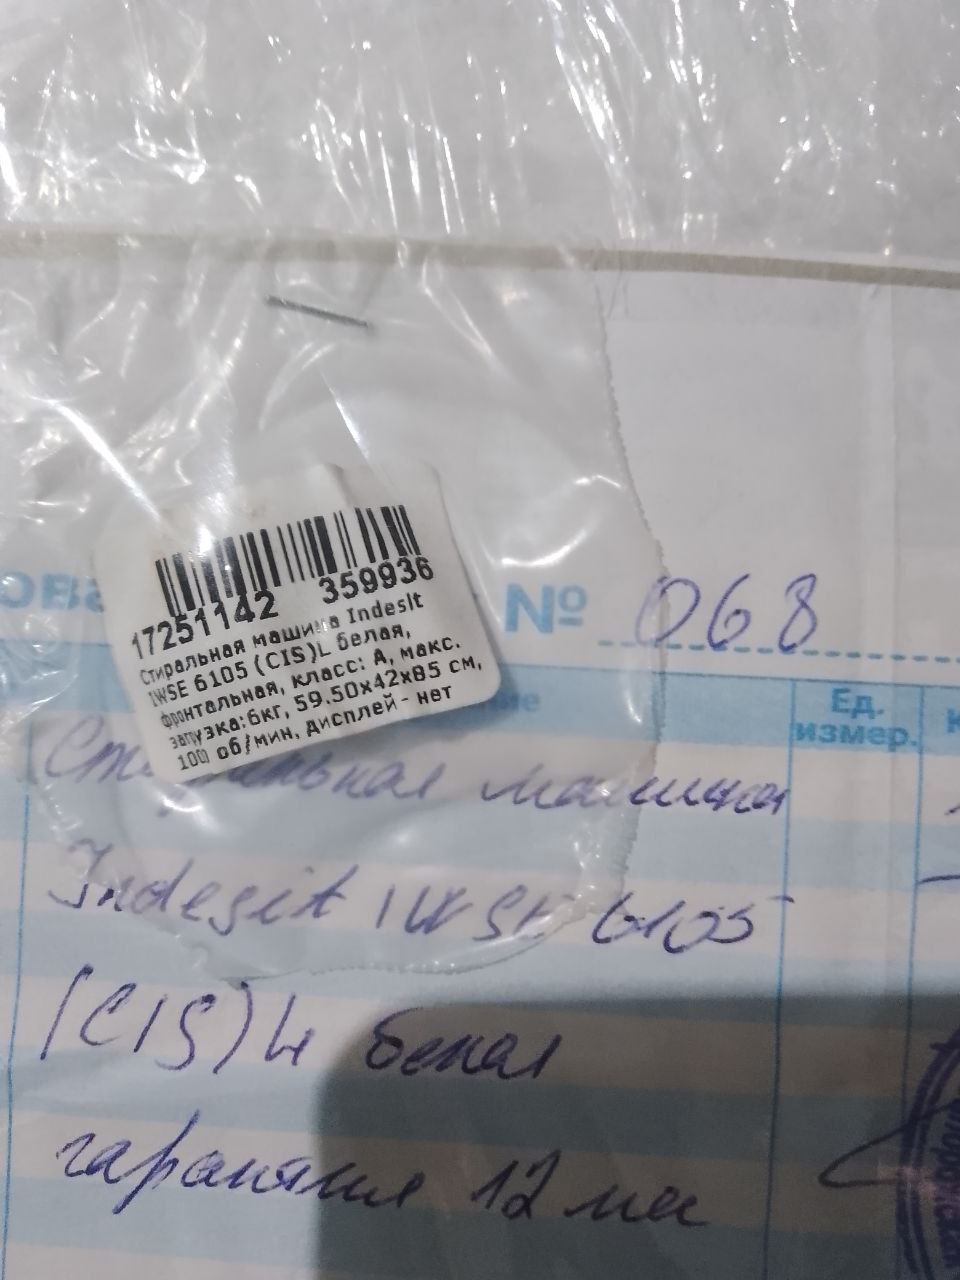 17251142 359936
Стиральная машина Indesit
IWSE 6105 (CIS)L белая,
фронтальная, класс: А, макс.
загрузка:6кг, 59.50х42х85 см,
1000 об/мин, дисплей - нет
№ 068
Ед.
измер.
Стиральная машина
Indesit IWSE 6105
(CIS)L белая
гарантия 12 мес